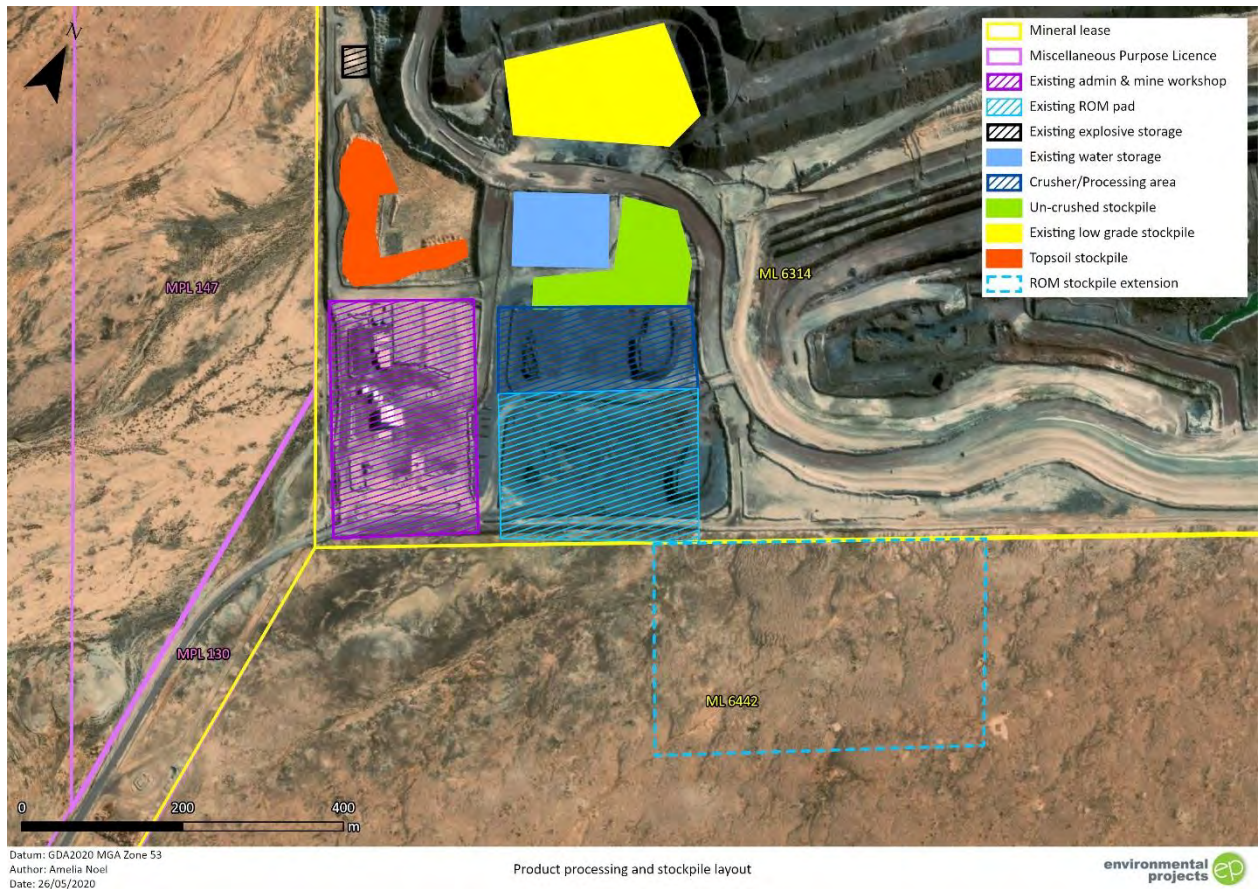 N
Mineral lease
Miscellaneous Purpose Licence
Existing admin & mine workshop
Existing ROM pad
Existing explosive storage
Existing water storage
Crusher/Processing area
Un-crushed stockpile
Existing low grade stockpile
Topsoil stockpile
ROM stockpile extension
ML 6314
MPL 147
MPL 130
ML 6442
0 200 400
m
Datum: GDA2020 MGA Zone 53
Author: Amelia Noel
Date: 26/05/2020
Product processing and stockpile layout
environmental
projects
ep